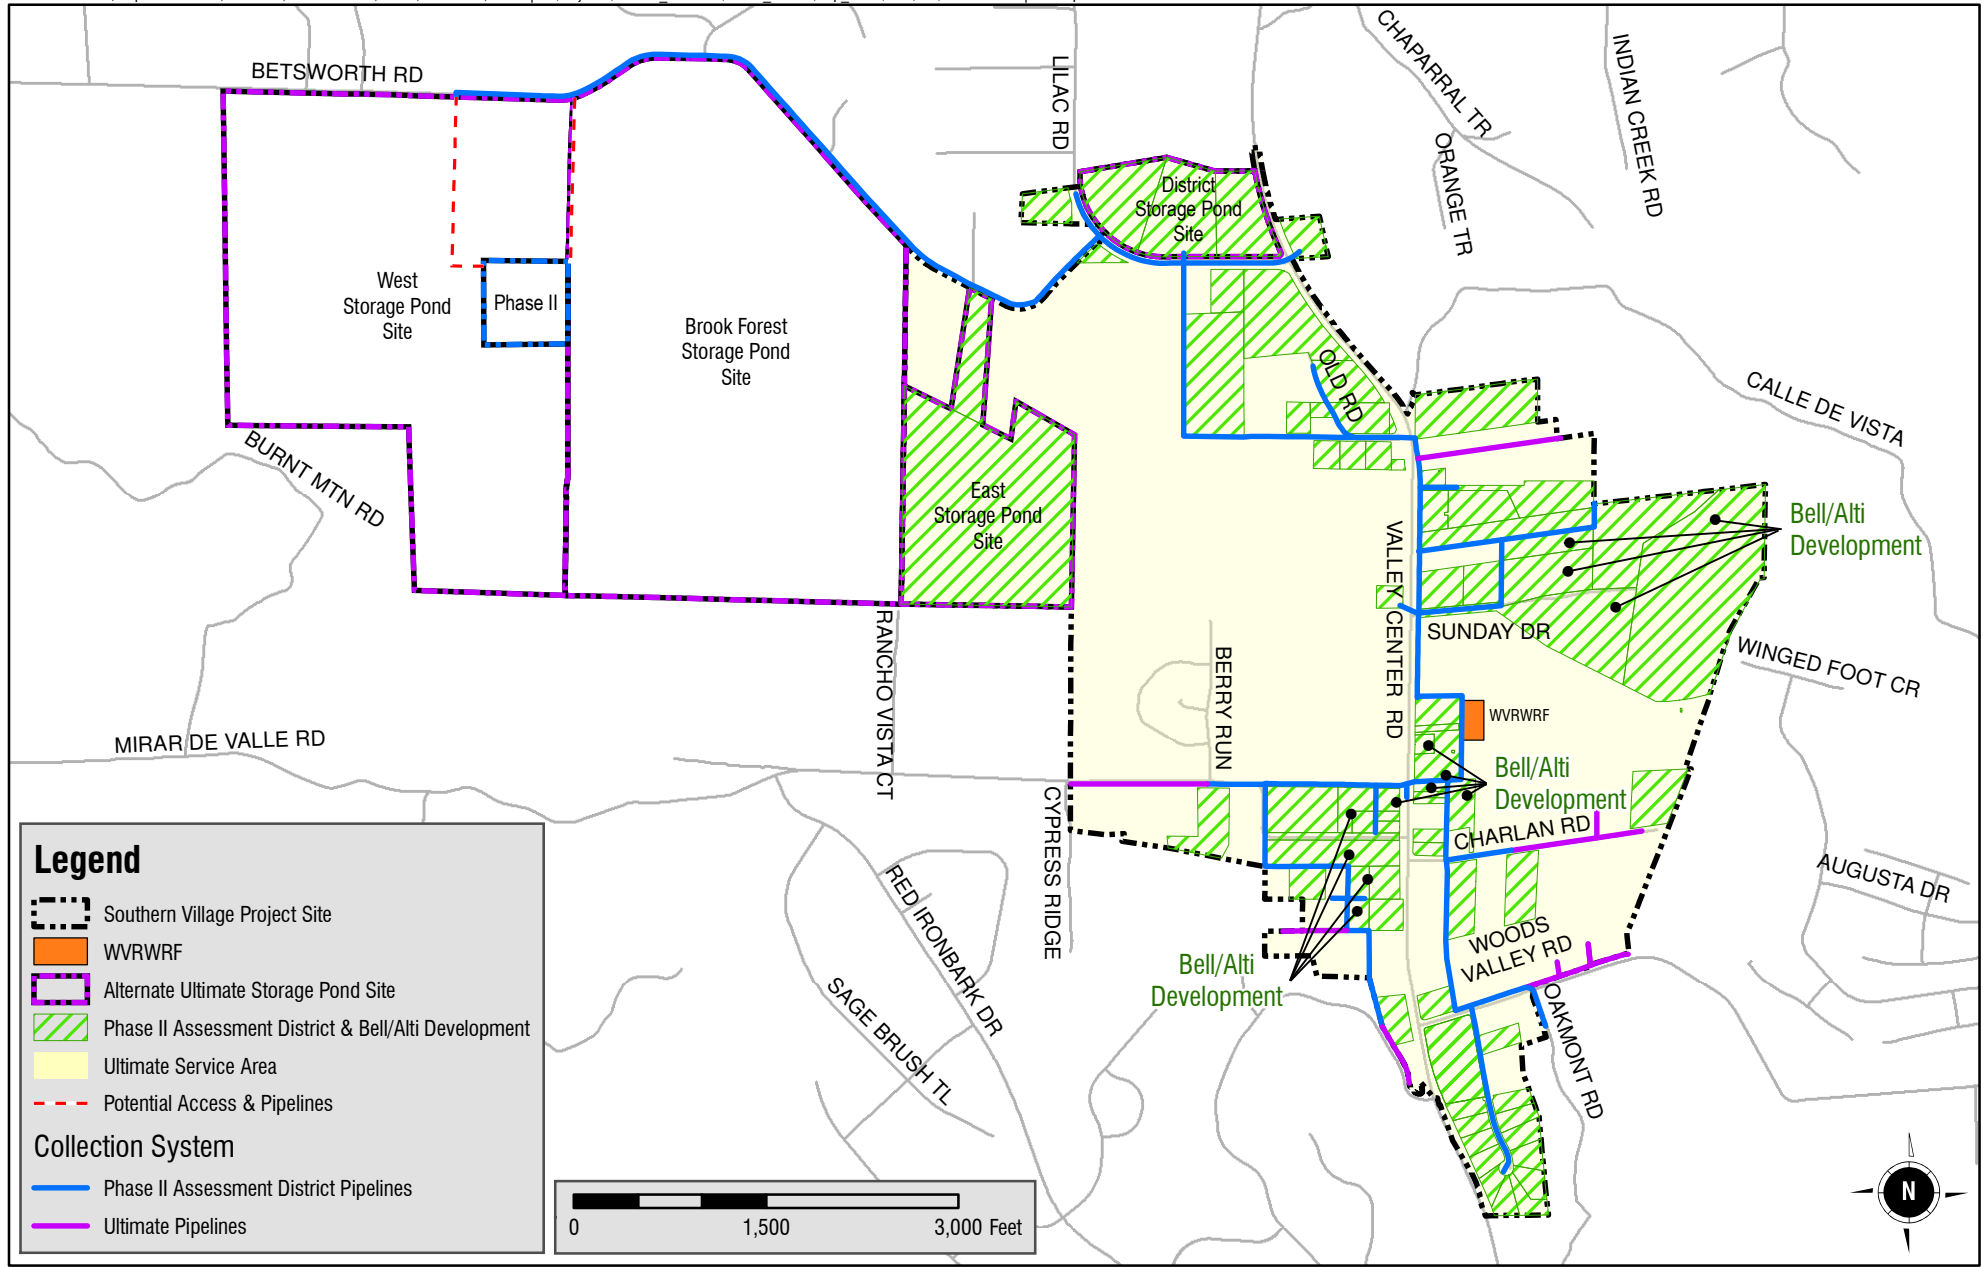 BETSWORTH RD
LILAC RD
CHAPARRAL TR
INDIAN CREEK RD
ORANGE TR
District
Storage Pond
Site
West
Storage Pond
Site
Phase II
Brook Forest
Storage Pond
Site
OLD RD
CALLE DE VISTA
BURNT MTN RD
East
Storage Pond
Site
VALLEY CENTER RD
Bell/Alti
Development
SUNDAY DR
WINGED FOOT CR
RANCHO VISTA CT
BERRY RUN
WVRWRF
MIRAR DE VALLE RD
Bell/Alti
Development
CYPRESS RIDGE
CHARLAN RD
RED IRONBARK DR
AUGUSTA DR
WOODS
VALLEY RD
Bell/Alti
Development
SAGE BRUSH TL
OAKMONT RD
Legend
Southern Village Project Site
WVRWRF
Alternate Ultimate Storage Pond Site
Phase II Assessment District & Bell/Alti Development
Ultimate Service Area
Potential Access & Pipelines
Collection System
Phase II Assessment District Pipelines
Ultimate Pipelines
0 1,500 3,000 Feet
N